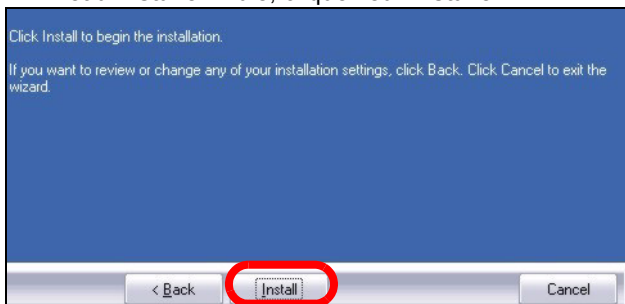 Click Install to begin the installation.
If you want to review or change any of your installation settings, click Back. Click Cancel to exit the
wizard.
< Back
Install
Cancel